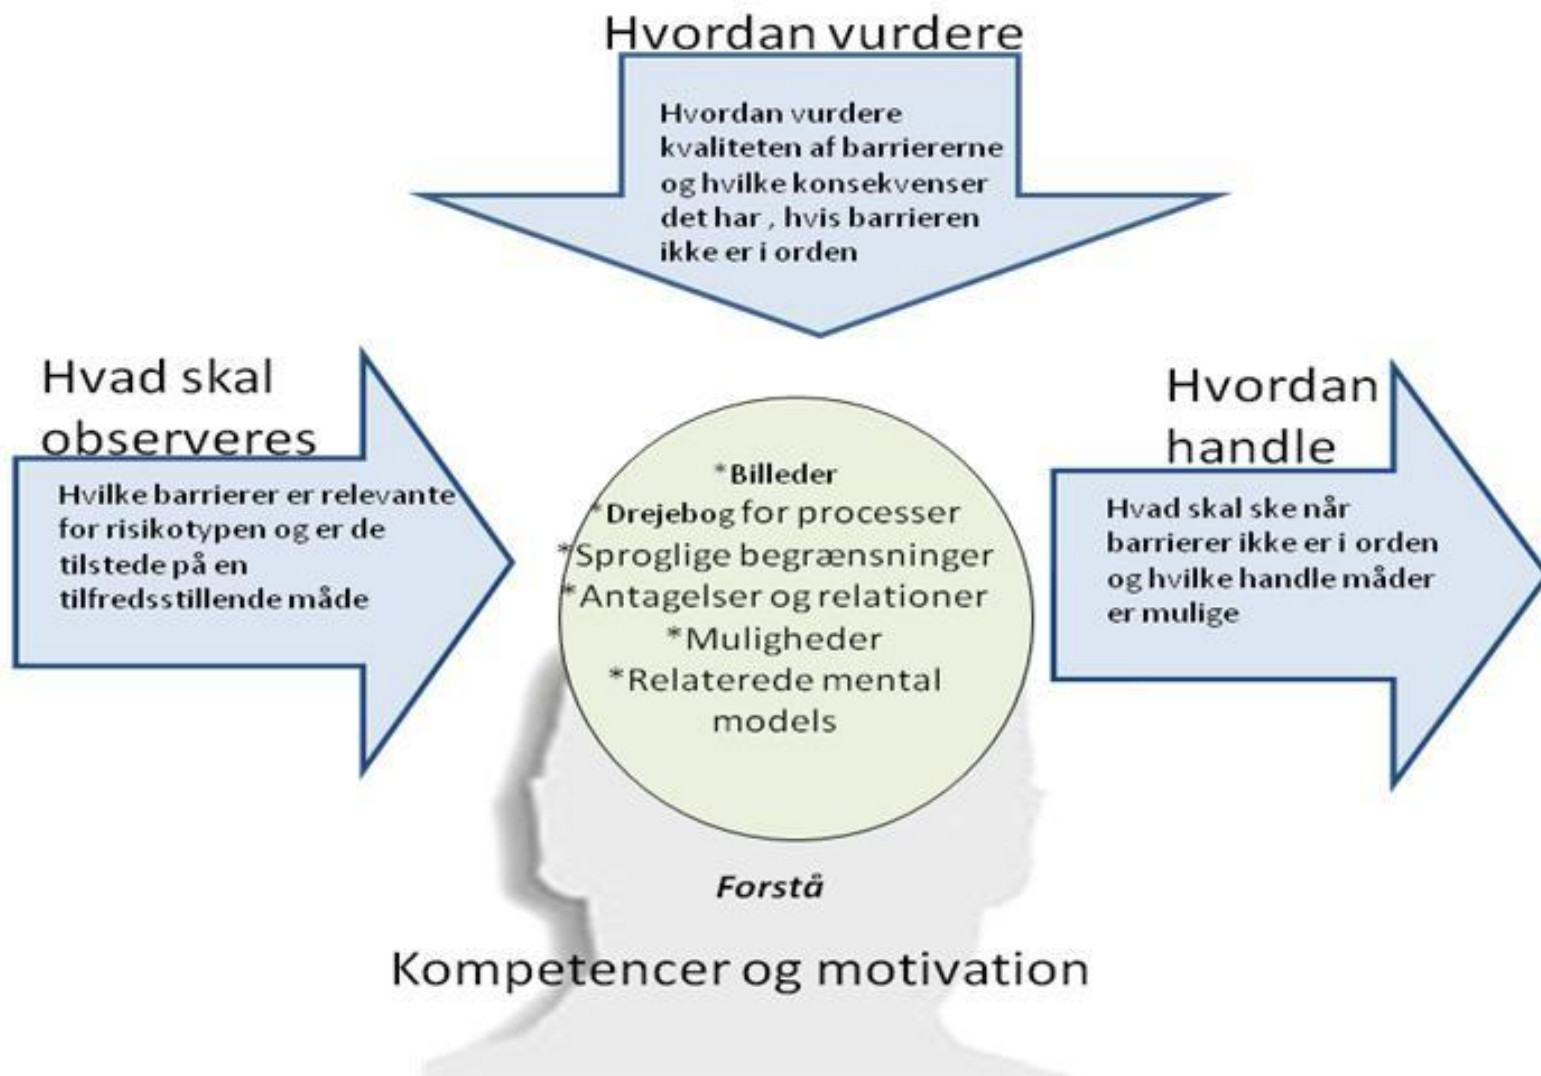 Hvordan vurdere
Hvordan vurdere
kvaliteten af barriererne
og hvilke konsekvenser
det har , hvis barrieren
ikke er i orden
Hvad skal
observeres
Hvilke barrierer er relevante
for risikotypen og er de
tilstede på en
tilfredsstillende måde
*Billeder
*Drejebog for processer
*Sproglige begrænsninger
*Antagelser og relationer
*Muligheder
*Relaterede mental
models
Hvordan
handle
Hvad skal ske når
barrierer ikke er i orden
og hvilke handle måder
er mulige
Forstå
Kompetencer og motivation